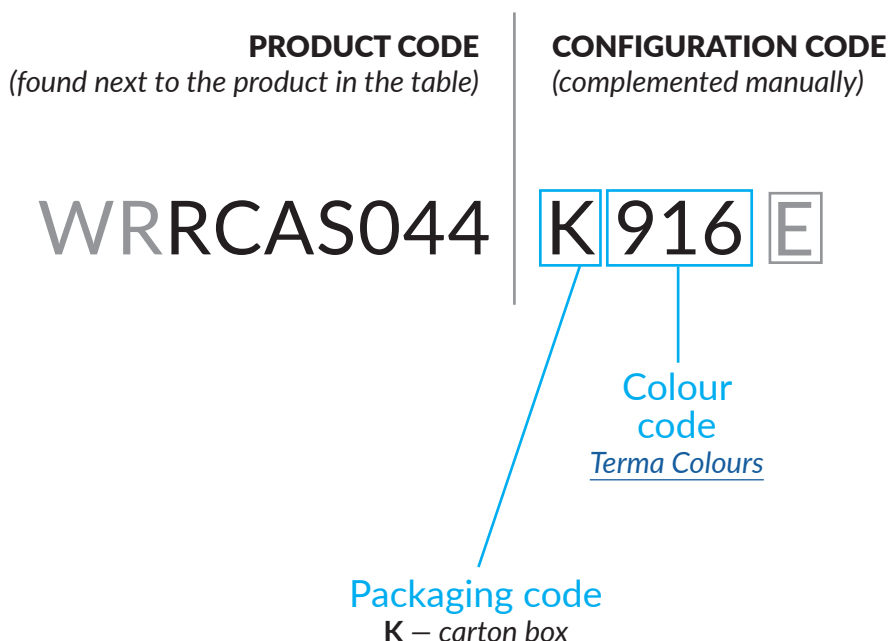 PRODUCT CODE
(found next to the product in the table)
CONFIGURATION CODE
(complemented manually)
WRRCAS044 K 916 E
Colour
code
Terma Colours
Packaging code
K – carton box